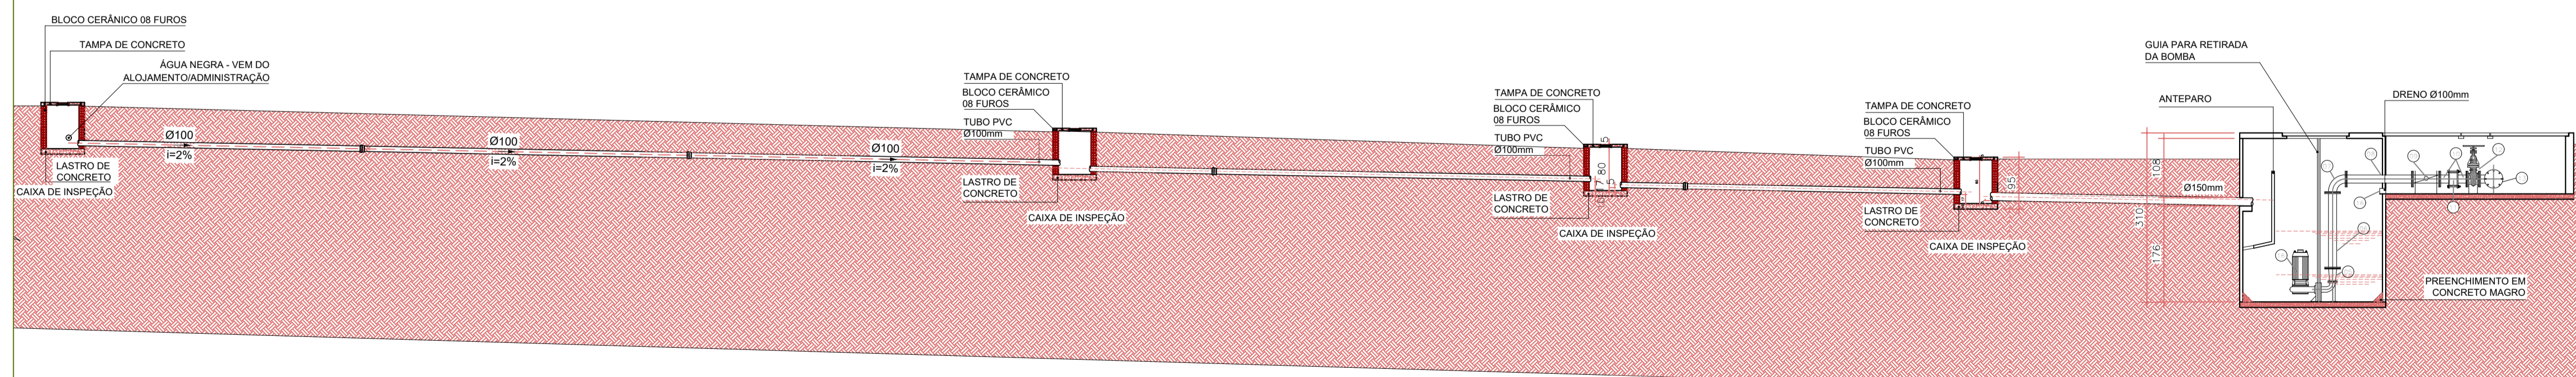 BLOCO CERÂNICO 08 FUROS
TAMPA DE CONCRETO
ÁGUA NEGRA - VEM DO
ALOJAMENTO/ADMINISTRAÇÃO
Ø100
i=2%
LASTRO DE
CONCRETO
CAIXA DE INSPEÇÃO
Ø100
i=2%
Ø100
i=2%
TAMPA DE CONCRETO
BLOCO CERÂMICO
08 FUROS
TUBO PVC
Ø100mm
LASTRO DE
CONCRETO
CAIXA DE INSPEÇÃO
TAMPA DE CONCRETO
BLOCO CERÂMICO
08 FUROS
TUBO PVC
Ø100mm
80
LASTRO DE
CONCRETO
CAIXA DE INSPEÇÃO
TAMPA DE CONCRETO
BLOCO CERÂMICO
08 FUROS
TUBO PVC
Ø100mm
95
LASTRO DE
CONCRETO
CAIXA DE INSPEÇÃO
310
108
176
Ø150mm
GUIA PARA RETIRADA
DA BOMBA
ANTEPARO
DRENO Ø100mm
PREENCHIMENTO EM
CONCRETO MAGRO